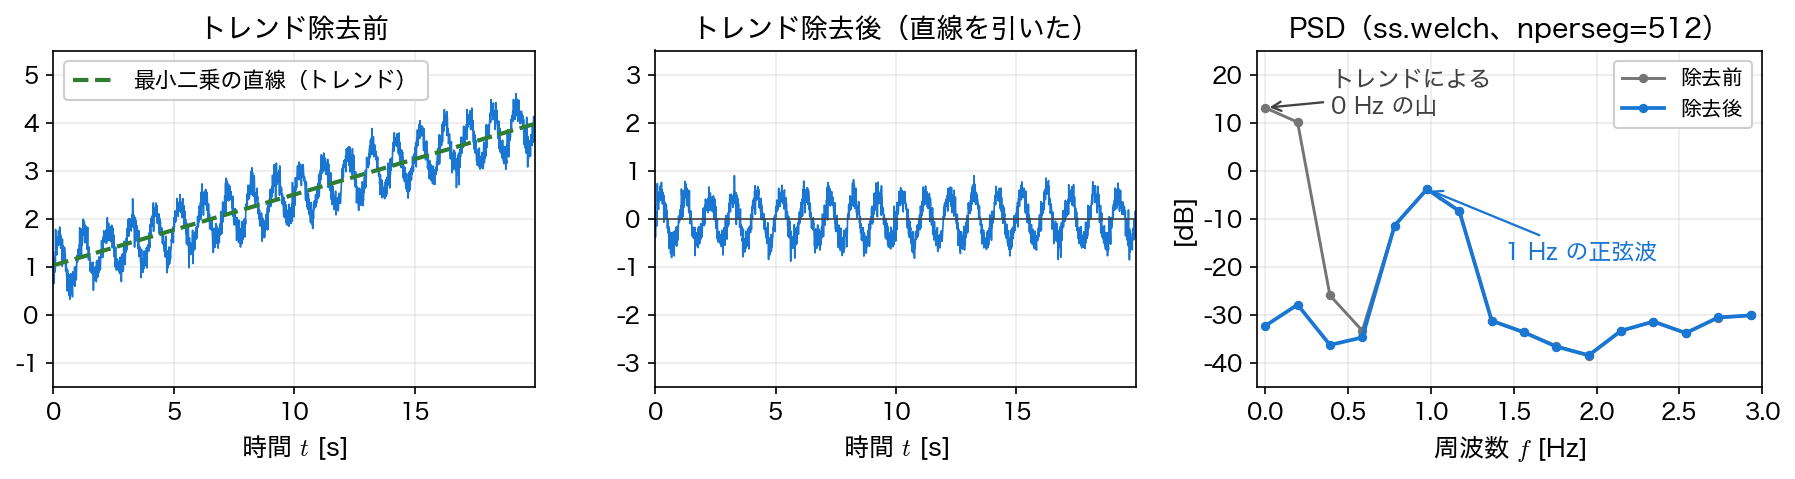 トレンド除去前
5
4
3
2
1
0
-1
最小二乗の直線（トレンド）
0
5
10
15
時間 t [s]
トレンド除去後（直線を引いた）
3
2
1
0
-1
-2
-3
0
5
10
15
時間 t [s]
PSD（ss.welch、nperseg=512）
[dB]
20
10
0
-10
-20
-30
-40
トレンドによる
0 Hz の山
除去前
除去後
1 Hz の正弦波
0.0
0.5
1.0
1.5
2.0
2.5
3.0
周波数 f [Hz]